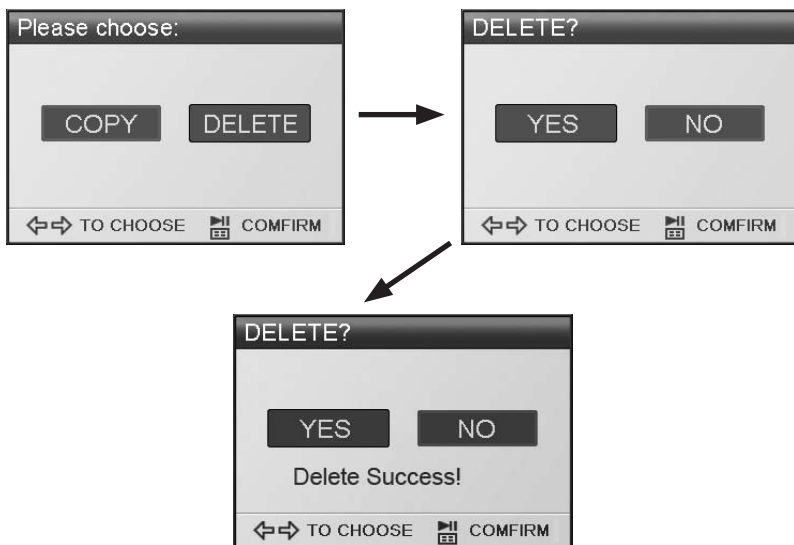 Please choose:
COPY DELETE
TO CHOOSE COMFIRM
DELETE?
YES NO
TO CHOOSE COMFIRM
DELETE?
YES NO
Delete Success!
TO CHOOSE COMFIRM